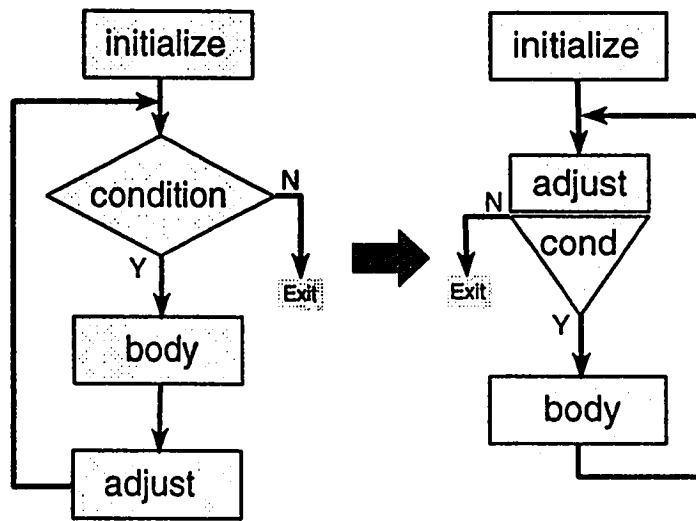 initialize
condition
N
Y
Exit
body
adjust
initialize
adjust
N
cond
Exit
Y
body